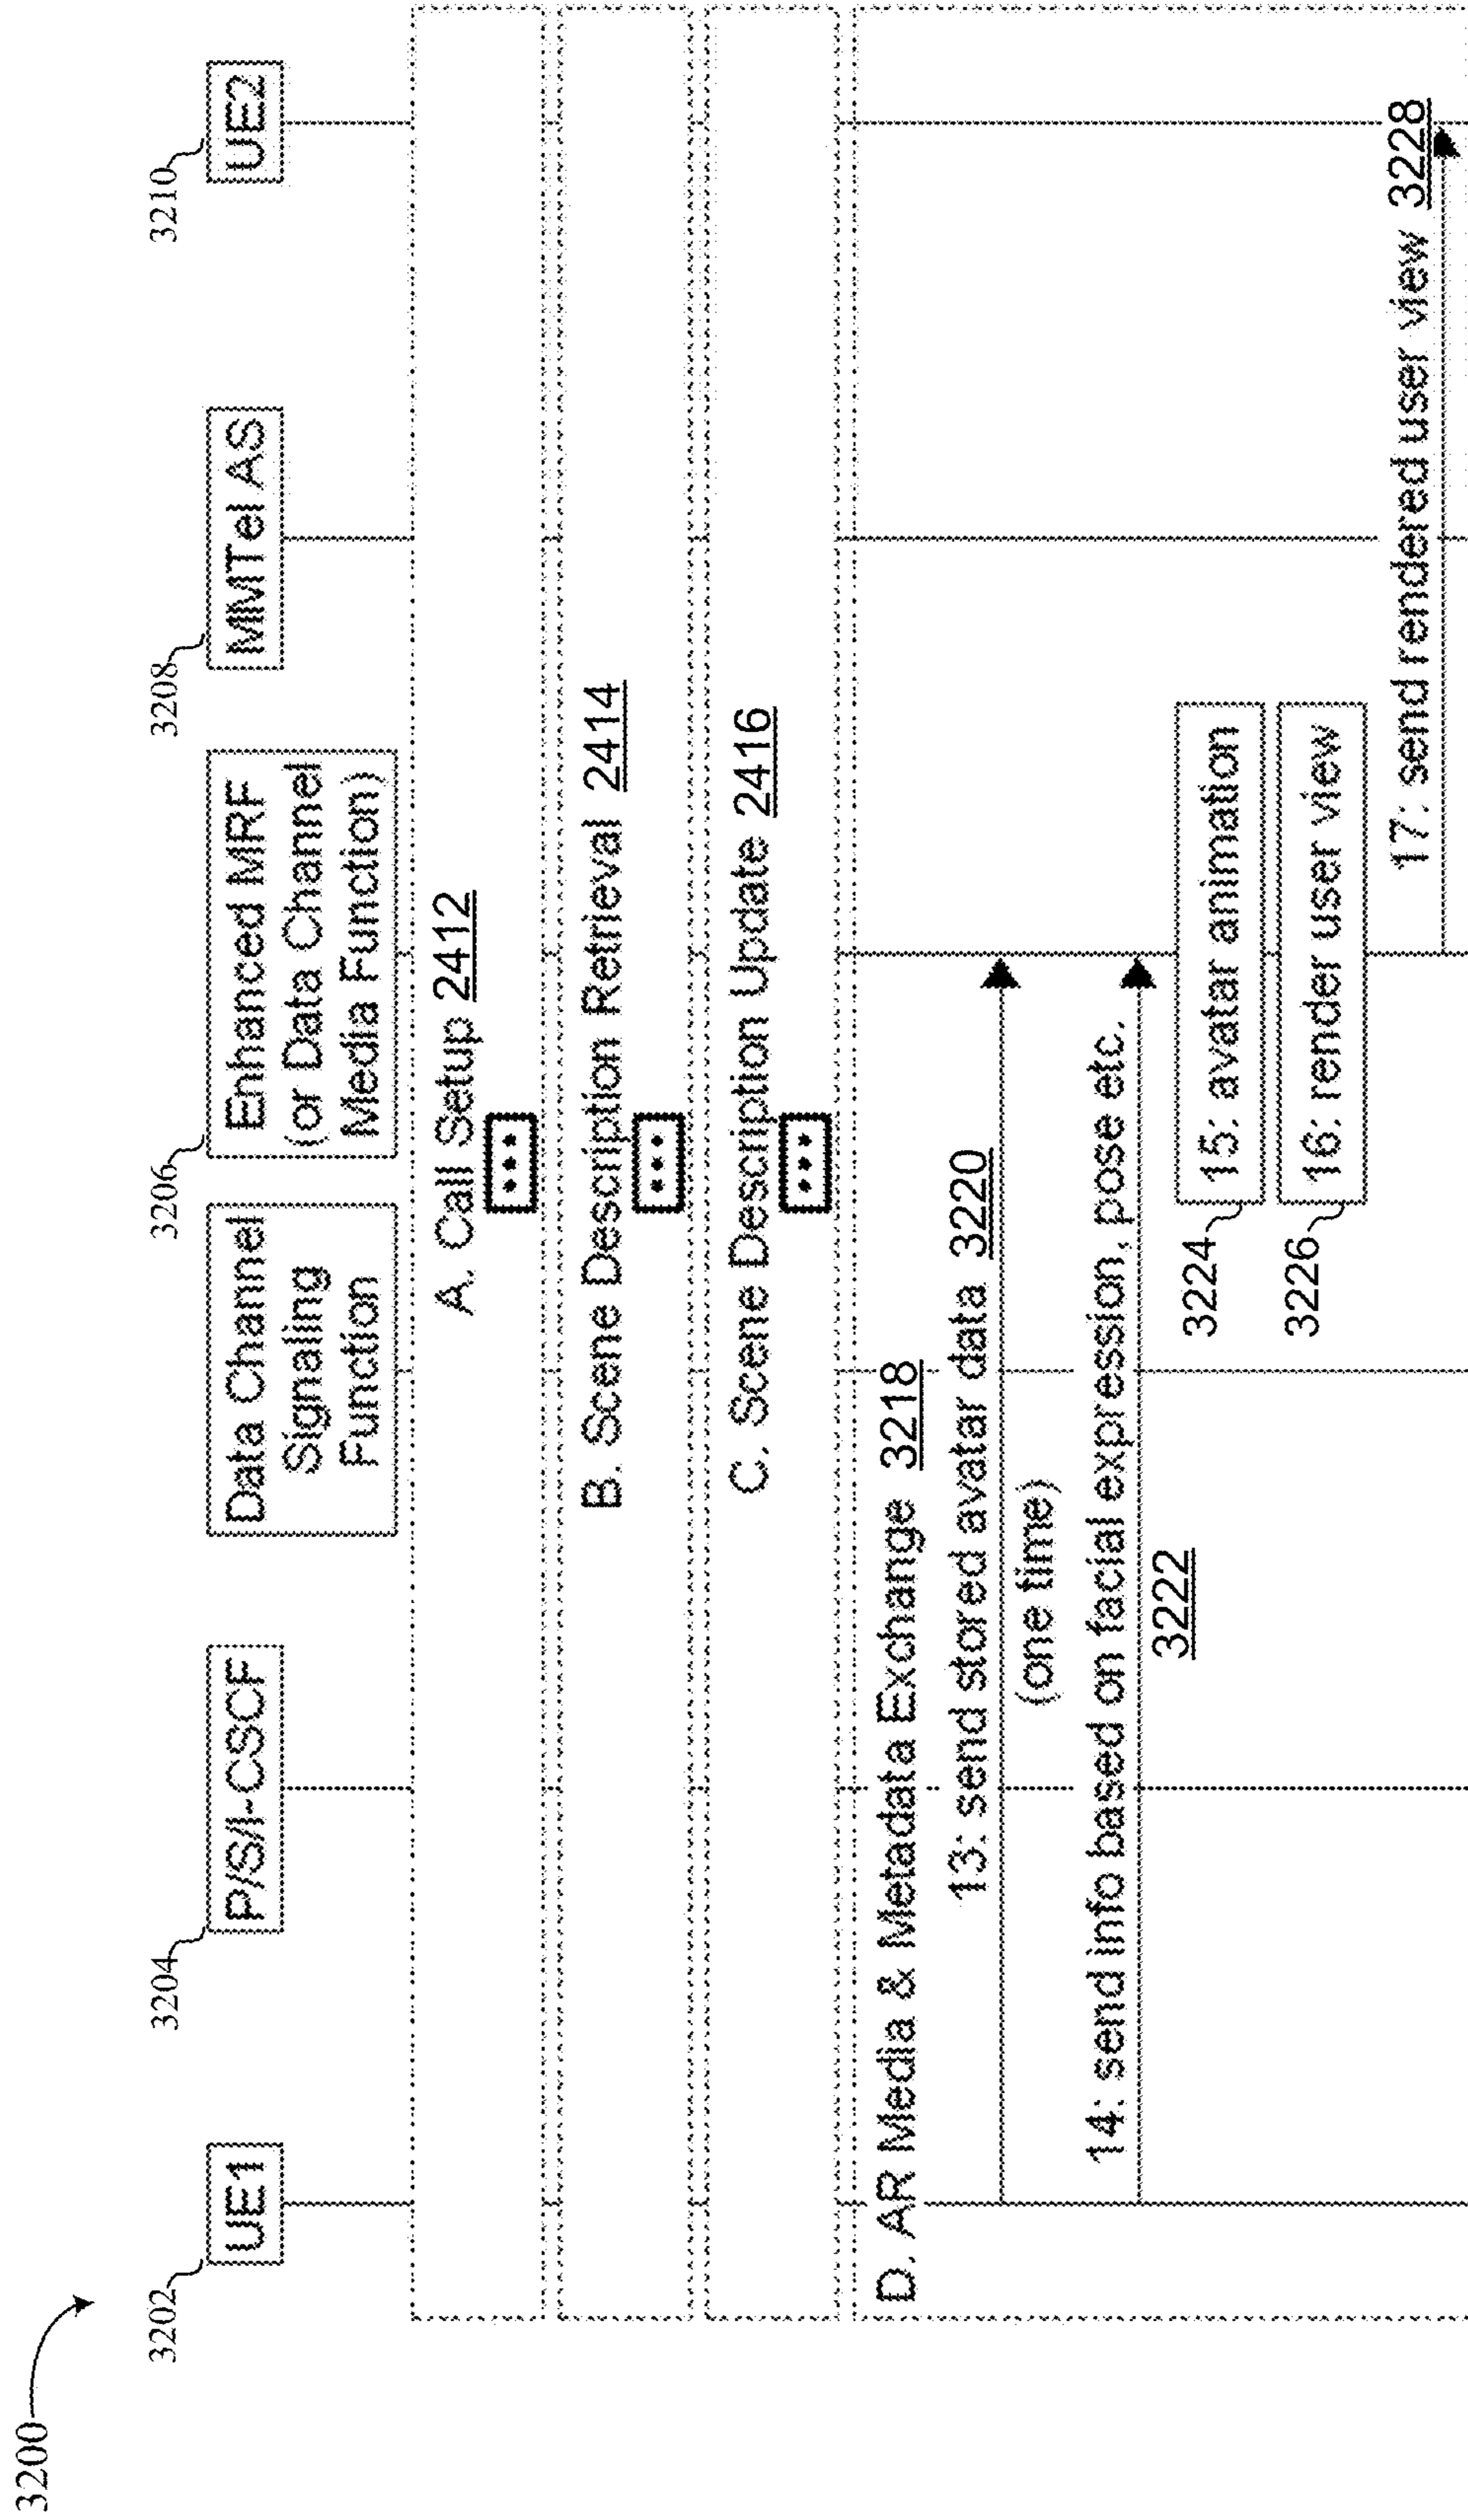 3200
3202
UE1
3204
P/S/I-CSCF
Data Channel
Signaling
Function
3206
Enhanced MRF
(or Data Channel
Media Function)
3208
MMTel AS
3210
UE2
A. Call Setup 2412
•••
B. Scene Description Retrieval 2414
•••
C. Scene Description Update 2416
•••
D. AR Media & Metadata Exchange 3218
13: send stored avatar data 3220
(one time)
14: send info based on facial expression, pose etc.
3222
3224
15: avatar animation
3226
16: render user view
17: send rendered user view 3228